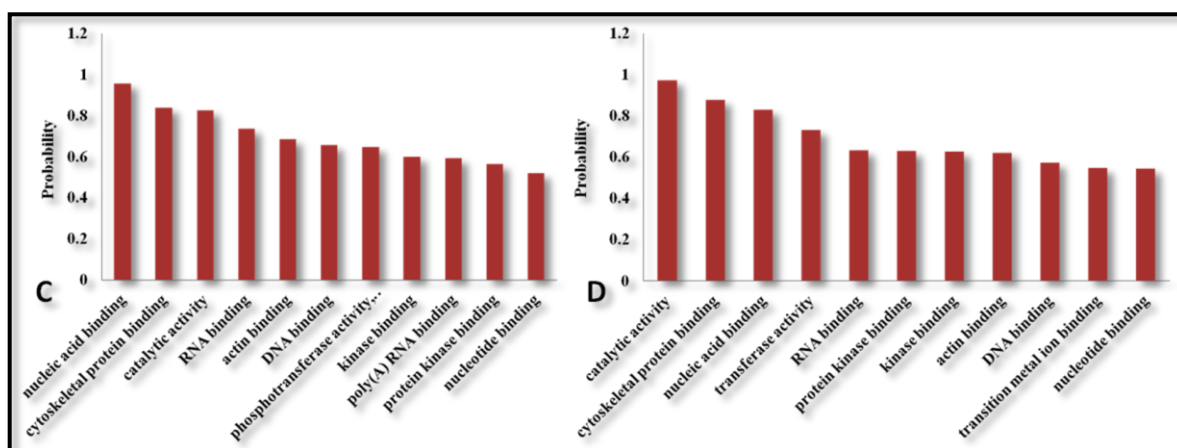 1.2
1
0.8
0.6
0.4
0.2
0
Probability
C
nucleic acid binding
cytoskeletal protein binding
catalytic activity
RNA binding
actin binding
DNA binding
phosphotransferase activity...
kinase binding
poly(A) RNA binding
protein kinase binding
nucleotide binding
1.2
1
0.8
0.6
0.4
0.2
0
Probability
D
catalytic activity
cytoskeletal protein binding
nucleic acid binding
transferase activity
RNA binding
protein kinase binding
kinase binding
actin binding
DNA binding
transition metal ion binding
nucleotide binding